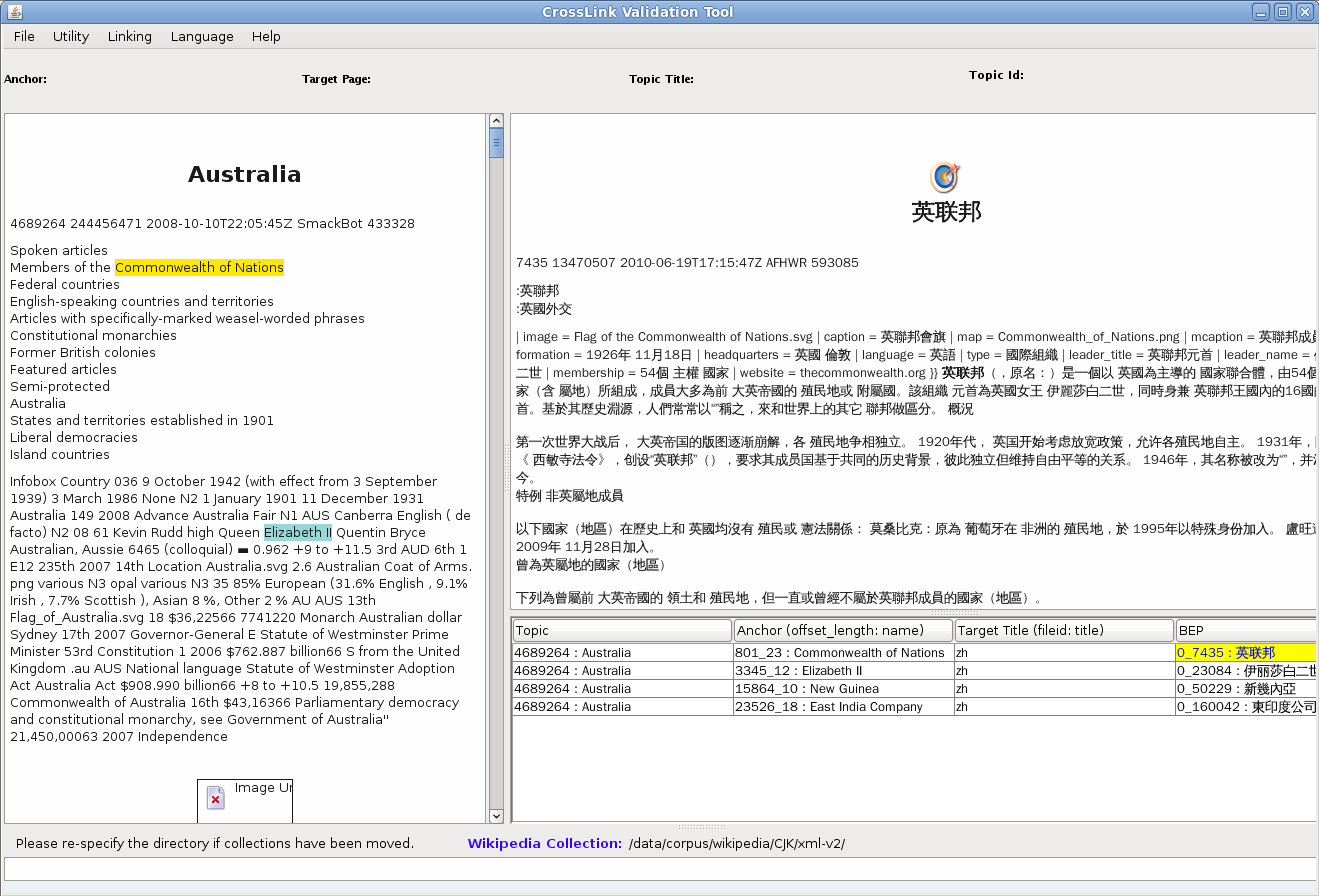 CrossLink Validation Tool
File Utility Linking Language Help
Anchor: Target Page: Topic Title: Topic Id:
Australia
4689264 244456471 2008-10-10T22:05:45Z SmackBot 433328
Spoken articles
Members of the Commonwealth of Nations
Federal countries
English-speaking countries and territories
Articles with specifically-marked weasel-worded phrases
Constitutional monarchies
Former British colonies
Featured articles
Semi-protected
Australia
States and territories established in 1901
Liberal democracies
Island countries
Infobox Country 036 9 October 1942 (with effect from 3 September
1939) 3 March 1986 None N2 1 January 1901 11 December 1931
Australia 149 2008 Advance Australia Fair N1 AUS Canberra English ( de
facto) N2 08 61 Kevin Rudd high Queen Elizabeth II Quentin Bryce
Australian, Aussie 6465 (colloquial) ▬ 0.962 +9 to +11.5 3rd AUD 6th 1
E12 235th 2007 14th Location Australia.svg 2.6 Australian Coat of Arms.
png various N3 opal various N3 35 85% European (31.6% English , 9.1%
Irish , 7.7% Scottish ), Asian 8 %, Other 2 % AU AUS 13th
Flag_of_Australia.svg 18 $36,22566 7741220 Monarch Australian dollar
Sydney 17th 2007 Governor-General E Statute of Westminster Prime
Minister 53rd Constitution 1 2006 $762.887 billion66 S from the United
Kingdom .au AUS National language Statute of Westminster Adoption
Act Australia Act $908.990 billion66 +8 to +10.5 19,855,288
Commonwealth of Australia 16th $43,16366 Parliamentary democracy
and constitutional monarchy, see Government of Australia"
21,450,00063 2007 Independence
Image Ur
英联邦
7435 13470507 2010-06-19T17:15:47Z AFHWR 593085
:英聯邦
:英國外交
| image = Flag of the Commonwealth of Nations.svg | caption = 英聯邦會旗 | map = Commonwealth_of_Nations.png | mcaption = 英聯邦成員
formation = 1926年 11月18日 | headquarters = 英國 倫敦 | language = 英語 | type = 國際組織 | leader_title = 英聯邦元首 | leader_name =
二世 | membership = 54個 主權 國家 | website = thecommonwealth.org }} 英联邦（，原名：）是一個以 英國為主導的 國家聯合體，由54個
家（含 屬地）所組成，成員大多為前 大英帝國的 殖民地或 附屬國。該組織 元首為英國女王 伊麗莎白二世，同時身兼 英聯邦王國內的16國
首。基於其歷史淵源，人們常常以“”稱之，來和世界上的其它 聯邦做區分。 概況
第一次世界大战后， 大英帝国的版图逐渐崩解，各 殖民地争相独立。 1920年代， 英国开始考虑放宽政策，允许各殖民地自主。 1931年，
《 西敏寺法令》，创设“英联邦”（），要求其成员国基于共同的历史背景，彼此独立但维持自由平等的关系。 1946年，其名称被改为“”，并
今。
特例 非英屬地成員
以下國家（地區）在歷史上和 英國均沒有 殖民或 憲法關係： 莫桑比克：原為 葡萄牙在 非洲的 殖民地，於 1995年以特殊身份加入。 盧旺
2009年 11月28日加入。
曾為英屬地的國家（地區）
下列為曾屬前 大英帝國的 領土和 殖民地，但一直或曾經不屬於英聯邦成員的國家（地區）。
Topic Anchor (offset_length: name) Target Title (fileid: title) BEP
4689264 : Australia 801_23 : Commonwealth of Nations zh 0_7435 : 英联邦
4689264 : Australia 3345_12 : Elizabeth II zh 0_23084 : 伊丽莎白二世
4689264 : Australia 15864_10 : New Guinea zh 0_50229 : 新幾內亞
4689264 : Australia 23526_18 : East India Company zh 0_160042 : 東印度公司
Please re-specify the directory if collections have been moved. Wikipedia Collection: /data/corpus/wikipedia/CJK/xml-v2/